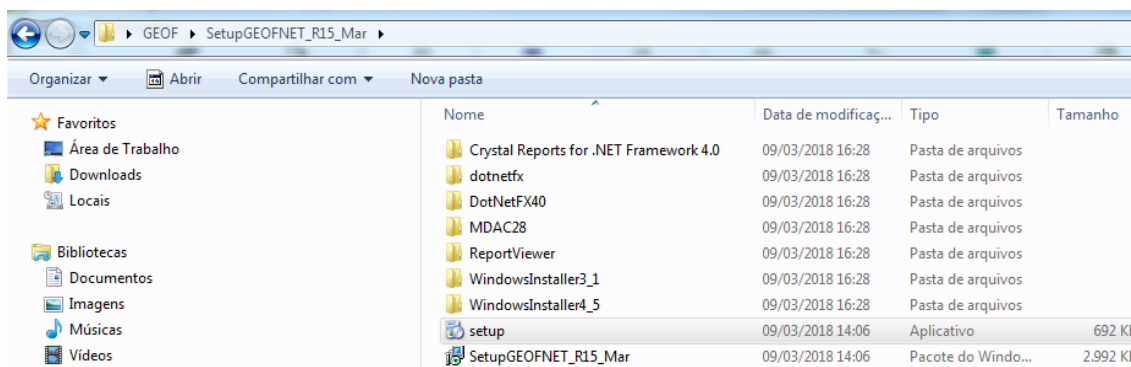 GEOF SetupGEOFNET_R15_Mar
Organizar Abrir Compartilhar com Nova pasta
Favoritos
Área de Trabalho
Downloads
Locais
Bibliotecas
Documentos
Imagens
Músicas
Vídeos
Nome Data de modificaç... Tipo Tamanho
Crystal Reports for .NET Framework 4.0 09/03/2018 16:28 Pasta de arquivos
dotnetfx 09/03/2018 16:28 Pasta de arquivos
DotNetFX40 09/03/2018 16:28 Pasta de arquivos
MDAC28 09/03/2018 16:28 Pasta de arquivos
ReportViewer 09/03/2018 16:28 Pasta de arquivos
WindowsInstaller3_1 09/03/2018 16:28 Pasta de arquivos
WindowsInstaller4_5 09/03/2018 16:28 Pasta de arquivos
setup 09/03/2018 14:06 Aplicativo 692 K
SetupGEOFNET_R15_Mar 09/03/2018 14:06 Pacote do Windo... 2.992 K